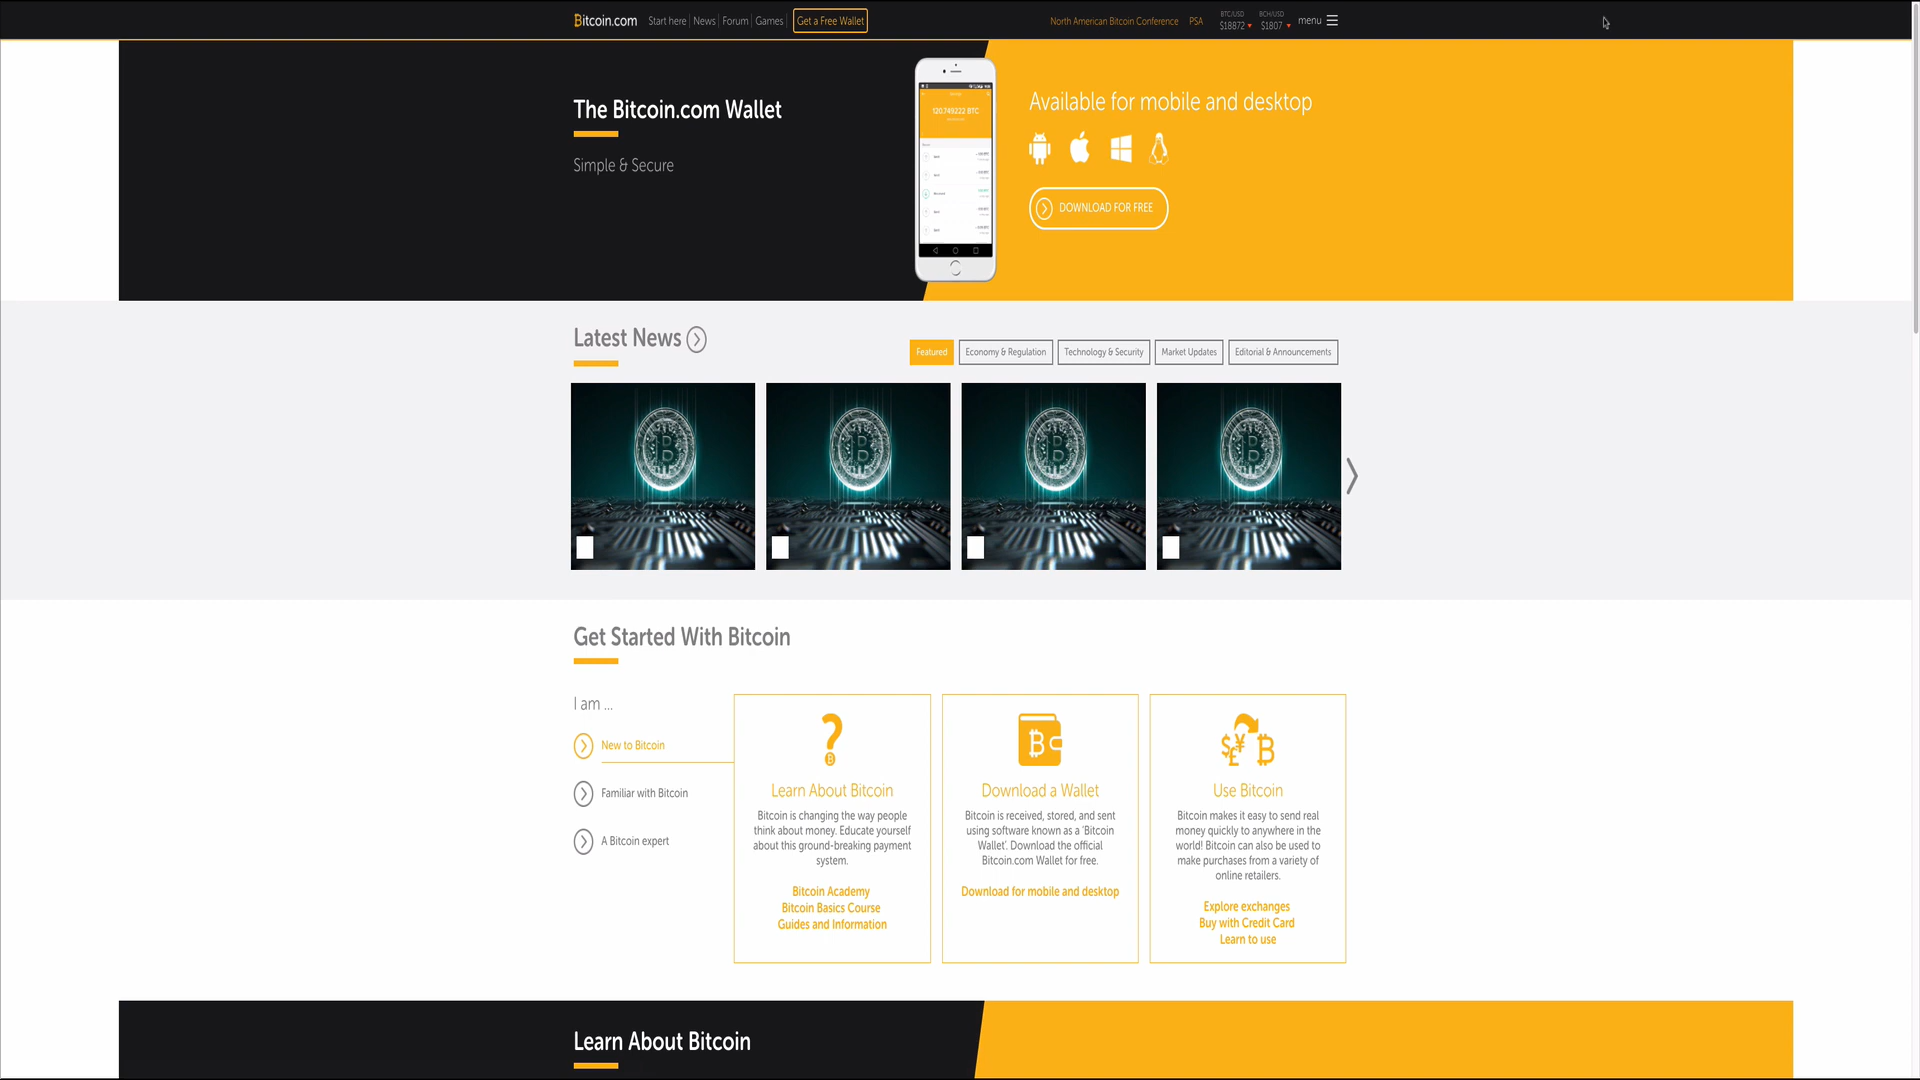 Bitcoin.com
Start here
News
Forum
Games
Get a Free Wallet
North American Bitcoin Conference
PSA
BTC/USD
$18872
BCH/USD
$1807
menu
The Bitcoin.com Wallet
Simple & Secure
120.749222 BTC
Available for mobile and desktop
DOWNLOAD FOR FREE
Latest News
Featured
Economy & Regulation
Technology & Security
Market Updates
Editorial & Announcements
Get Started With Bitcoin
I am ...
New to Bitcoin
Familiar with Bitcoin
A Bitcoin expert
Learn About Bitcoin
Bitcoin is changing the way people
think about money. Educate yourself
about this ground-breaking payment
system.
Bitcoin Academy
Bitcoin Basics Course
Guides and Information
Download a Wallet
Bitcoin is received, stored, and sent
using software known as a 'Bitcoin
Wallet'. Download the official
Bitcoin.com Wallet for free.
Download for mobile and desktop
Use Bitcoin
Bitcoin makes it easy to send real
money quickly to anywhere in the
world! Bitcoin can also be used to
make purchases from a variety of
online retailers.
Explore exchanges
Buy with Credit Card
Learn to use
Learn About Bitcoin